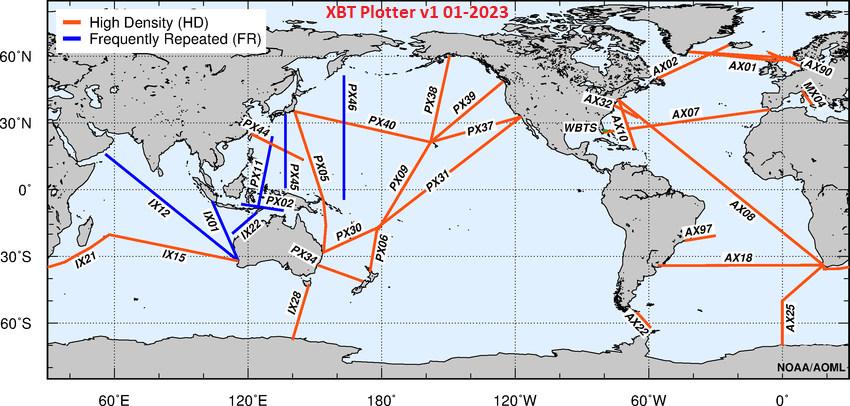 XBT Plotter v1 01-2023
High Density (HD)
Frequently Repeated (FR)
60°N
30°N
0°
30°S
60°S
60°E
120°E
180°
120°W
60°W
0°
AX02
AX01
AX90
MX04
PX46
PX38
PX39
AX32
AX10
WBTS
AX07
PX44
PX40
PX37
PX11
PX45
PX05
PX09
PX31
PX02
IX12
IX01
IX22
PX30
PX06
PX34
AX08
AX97
AX18
IX21
IX15
IX28
AX22
AX25
NOAA/AOML